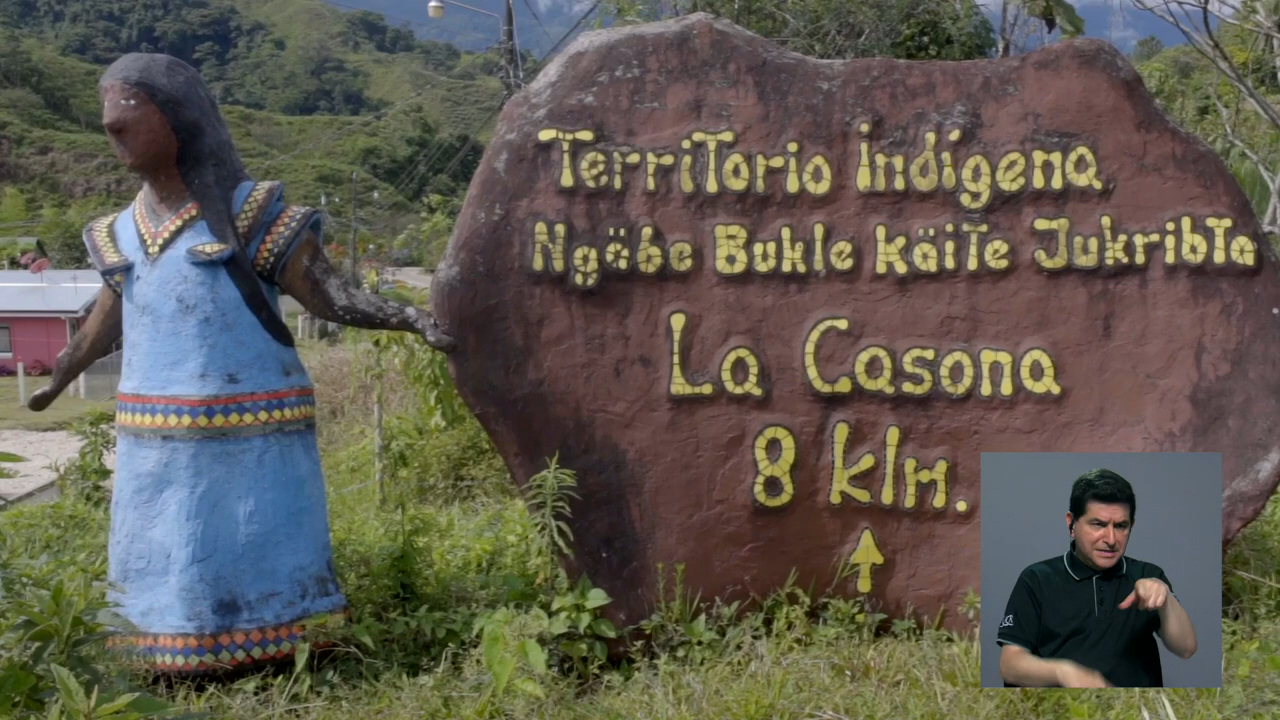 Territorio Indígena
Ngäbe Bukle käite Jukribta
La Casona
8 klm.